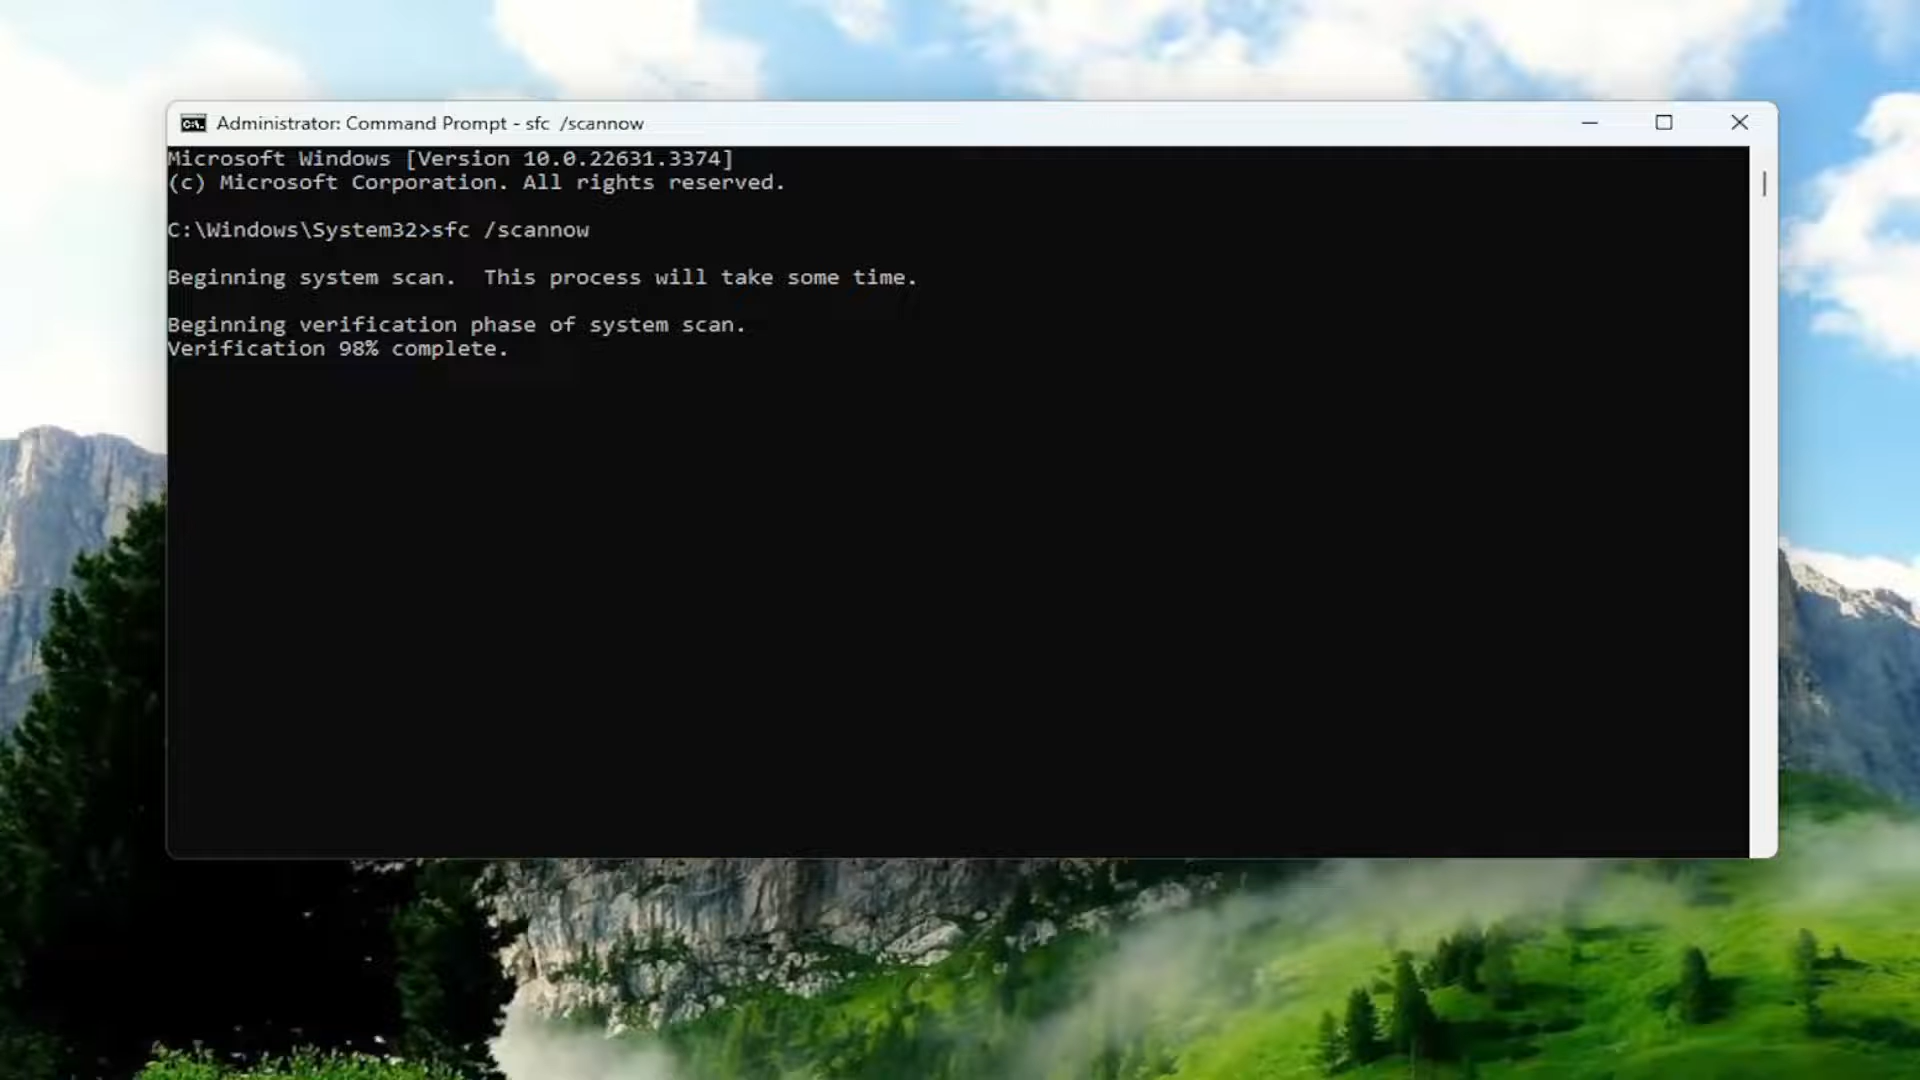 Administrator: Command Prompt - sfc  /scannow
Microsoft Windows [Version 10.0.22631.3374]
(c) Microsoft Corporation. All rights reserved.
C:\Windows\System32>sfc /scannow
Beginning system scan.  This process will take some time.
Beginning verification phase of system scan.
Verification 98% complete.